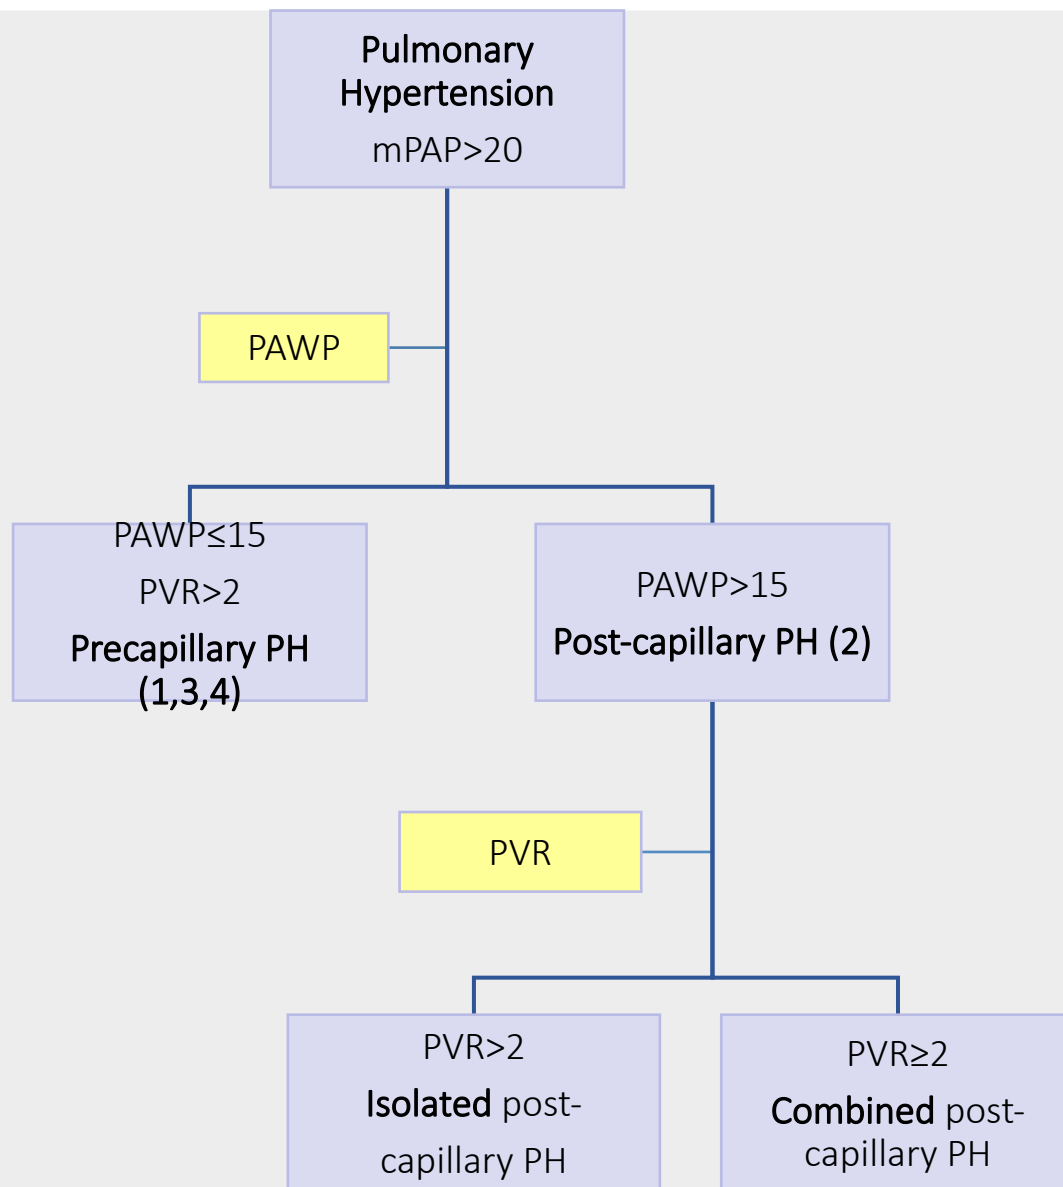 Pulmonary
Hypertension
mPAP>20
PAWP
PAWP≤15
PVR>2
Precapillary PH
(1,3,4)
PAWP>15
Post-capillary PH (2)
PVR
PVR>2
Isolated post-
capillary PH
PVR≥2
Combined post-
capillary PH